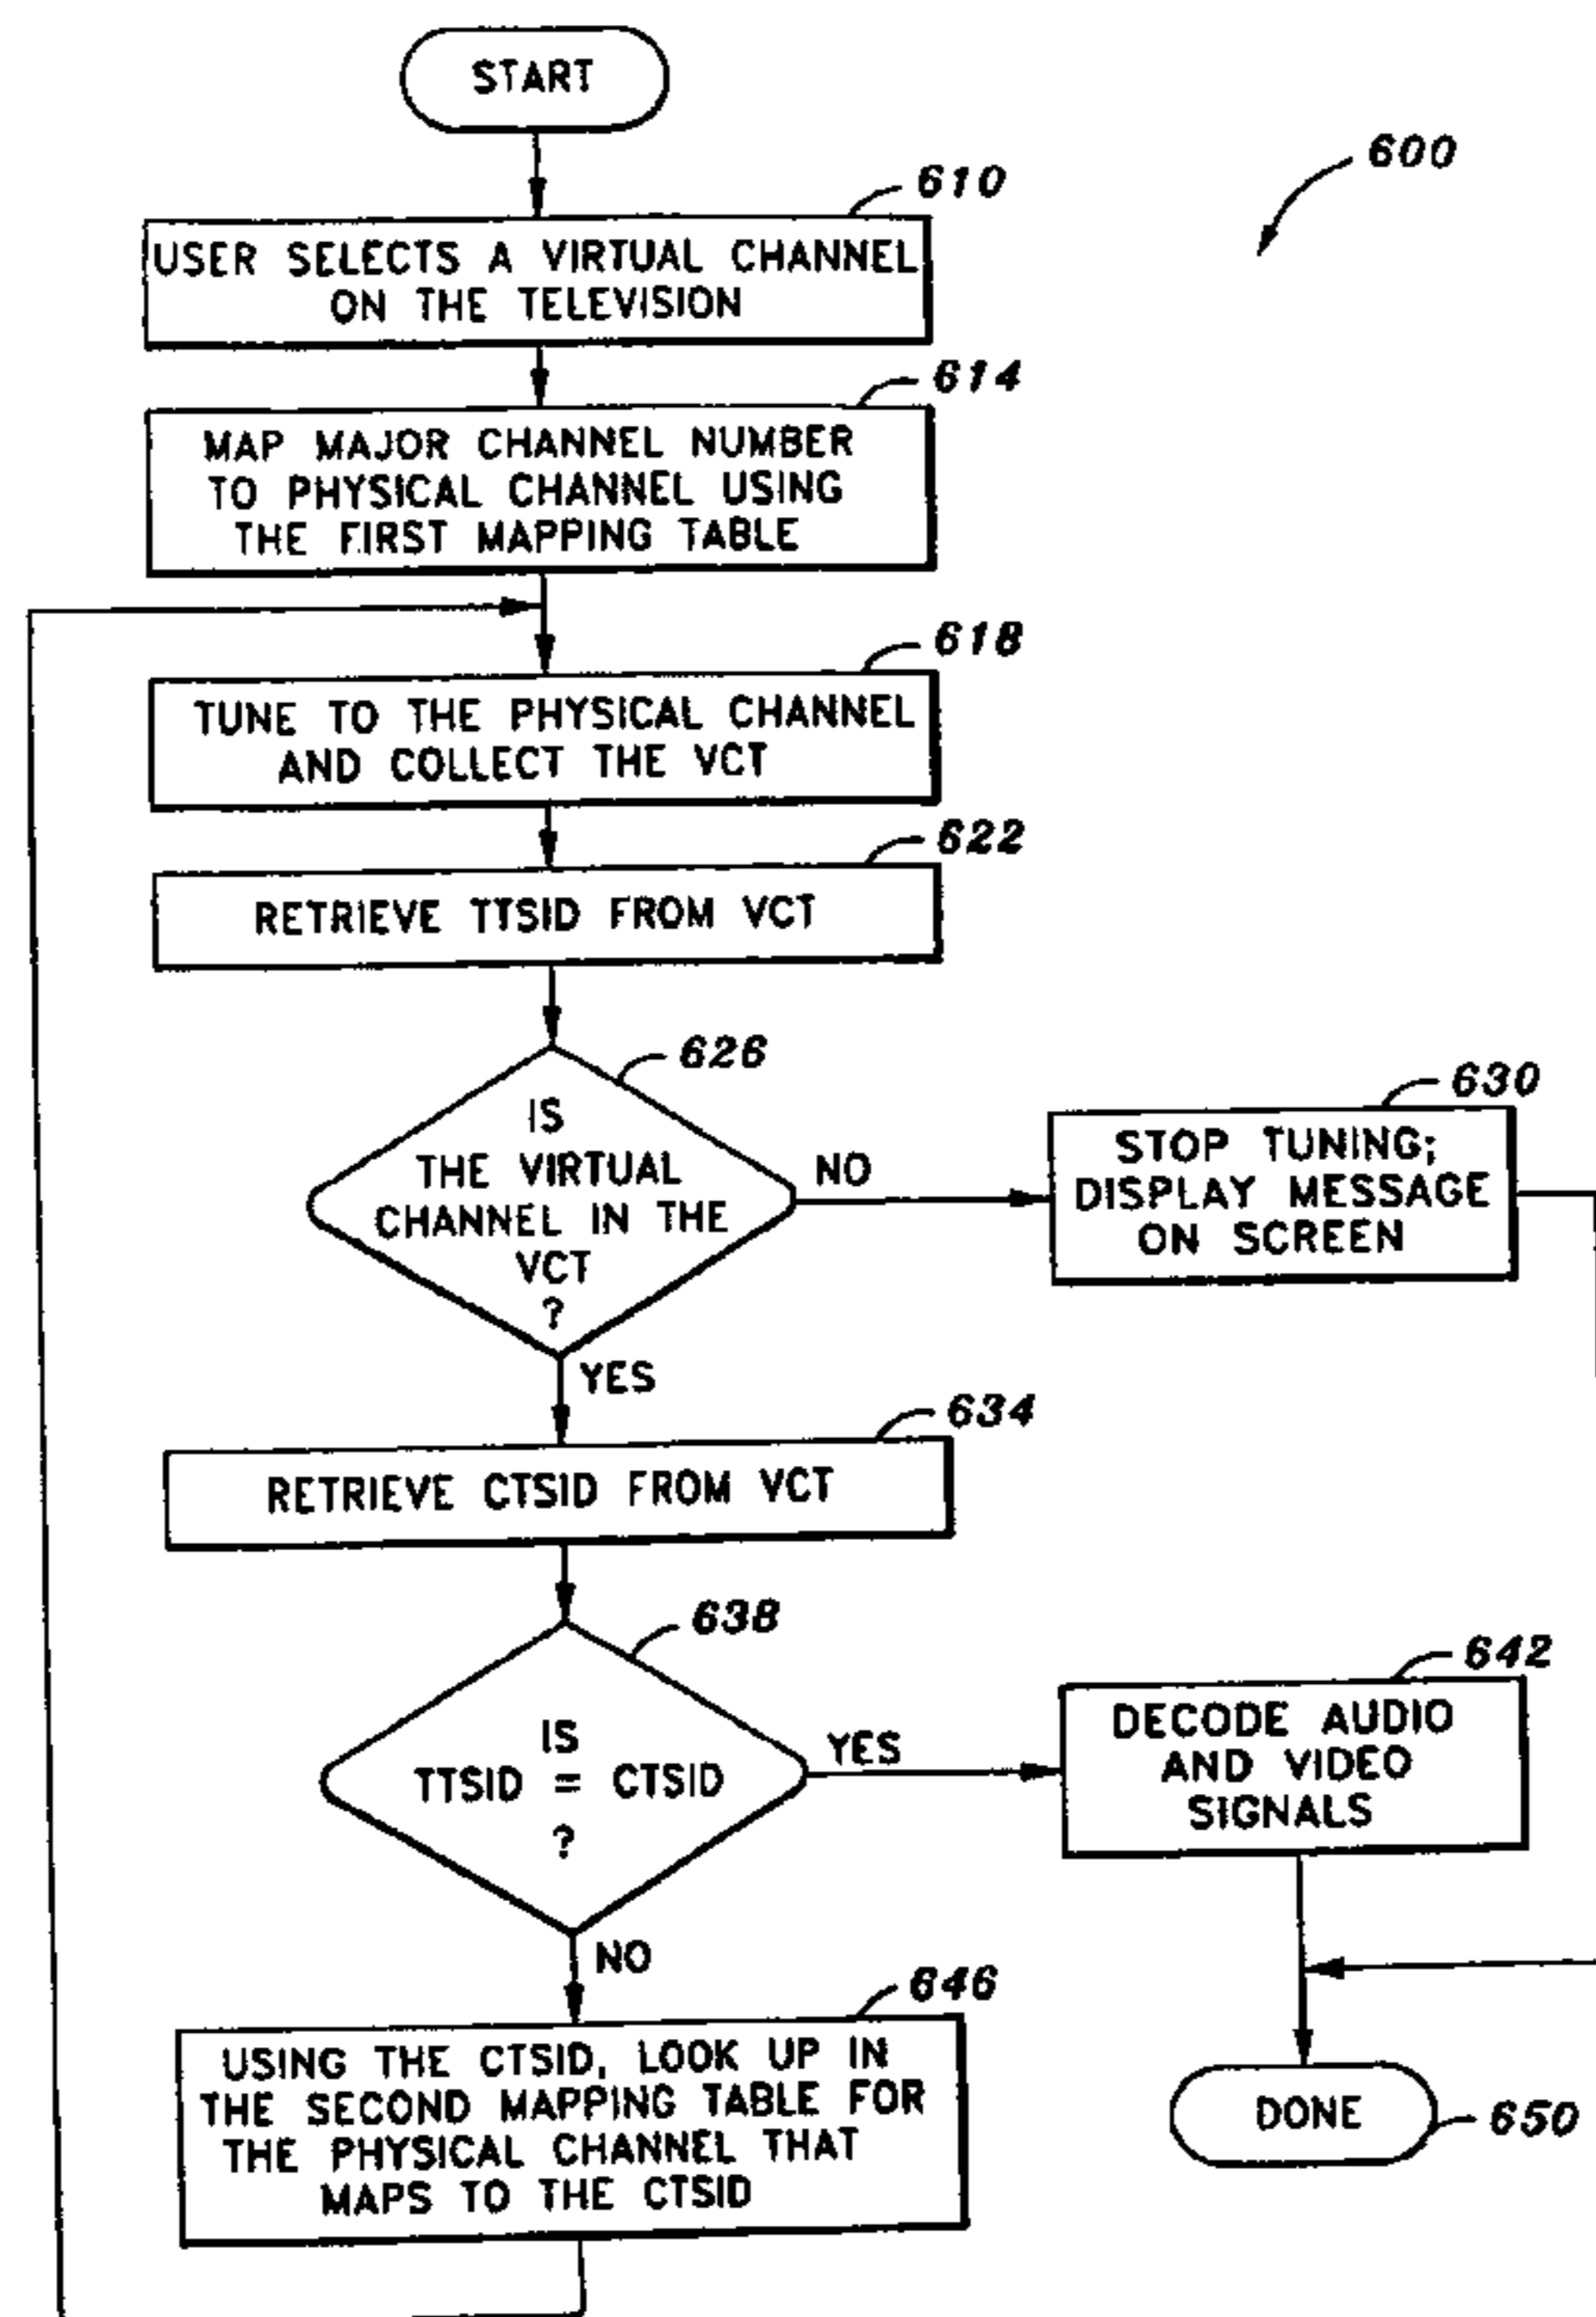 START
600
610
USER SELECTS A VIRTUAL CHANNEL
ON THE TELEVISION
614
MAP MAJOR CHANNEL NUMBER
TO PHYSICAL CHANNEL USING
THE FIRST MAPPING TABLE
618
TUNE TO THE PHYSICAL CHANNEL
AND COLLECT THE VCT
622
RETRIEVE TTSID FROM VCT
626
IS
THE VIRTUAL
CHANNEL IN THE
VCT
?
NO
630
STOP TUNING;
DISPLAY MESSAGE
ON SCREEN
YES
634
RETRIEVE CTSID FROM VCT
638
IS
TTSID = CTSID
?
YES
642
DECODE AUDIO
AND VIDEO
SIGNALS
NO
646
USING THE CTSID, LOOK UP IN
THE SECOND MAPPING TABLE FOR
THE PHYSICAL CHANNEL THAT
MAPS TO THE CTSID
DONE
650